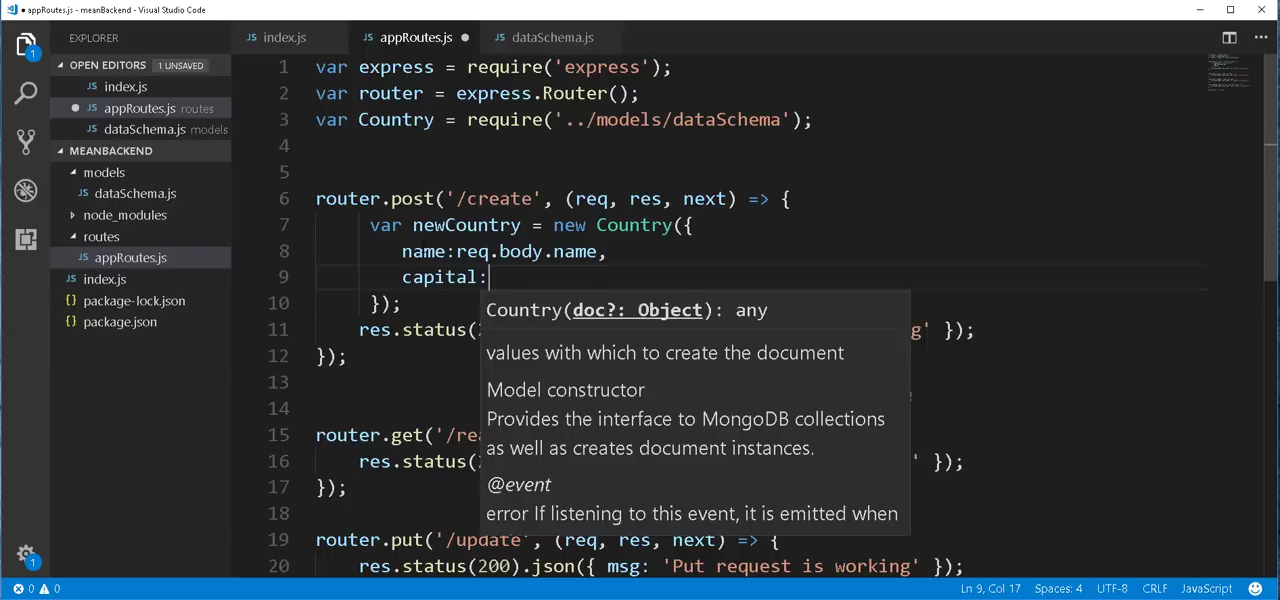 ● appRoutes.js - meanBackend - Visual Studio Code
EXPLORER
OPEN EDITORS 1 UNSAVED
JS index.js
● JS appRoutes.js routes
JS dataSchema.js models
MEANBACKEND
models
JS dataSchema.js
node_modules
routes
JS appRoutes.js
JS index.js
{} package-lock.json
{} package.json
1
1
JS index.js JS appRoutes.js ● JS dataSchema.js
1 var express = require('express');
2 var router = express.Router();
3 var Country = require('../models/dataSchema');
4
5
6 router.post('/create', (req, res, next) => {
7 var newCountry = new Country({
8 name:req.body.name,
9 capital:
10 });
11 res.status( g' });
12 });
13
14
15 router.get('/rea
16 res.status( ' });
17 });
18
19 router.put('/update', (req, res, next) => {
20 res.status(200).json({ msg: 'Put request is working' });
Country(doc?: Object): any
values with which to create the document
Model constructor
Provides the interface to MongoDB collections
as well as creates document instances.
@event
error If listening to this event, it is emitted when
0 0 Ln 9, Col 17 Spaces: 4 UTF-8 CRLF JavaScript